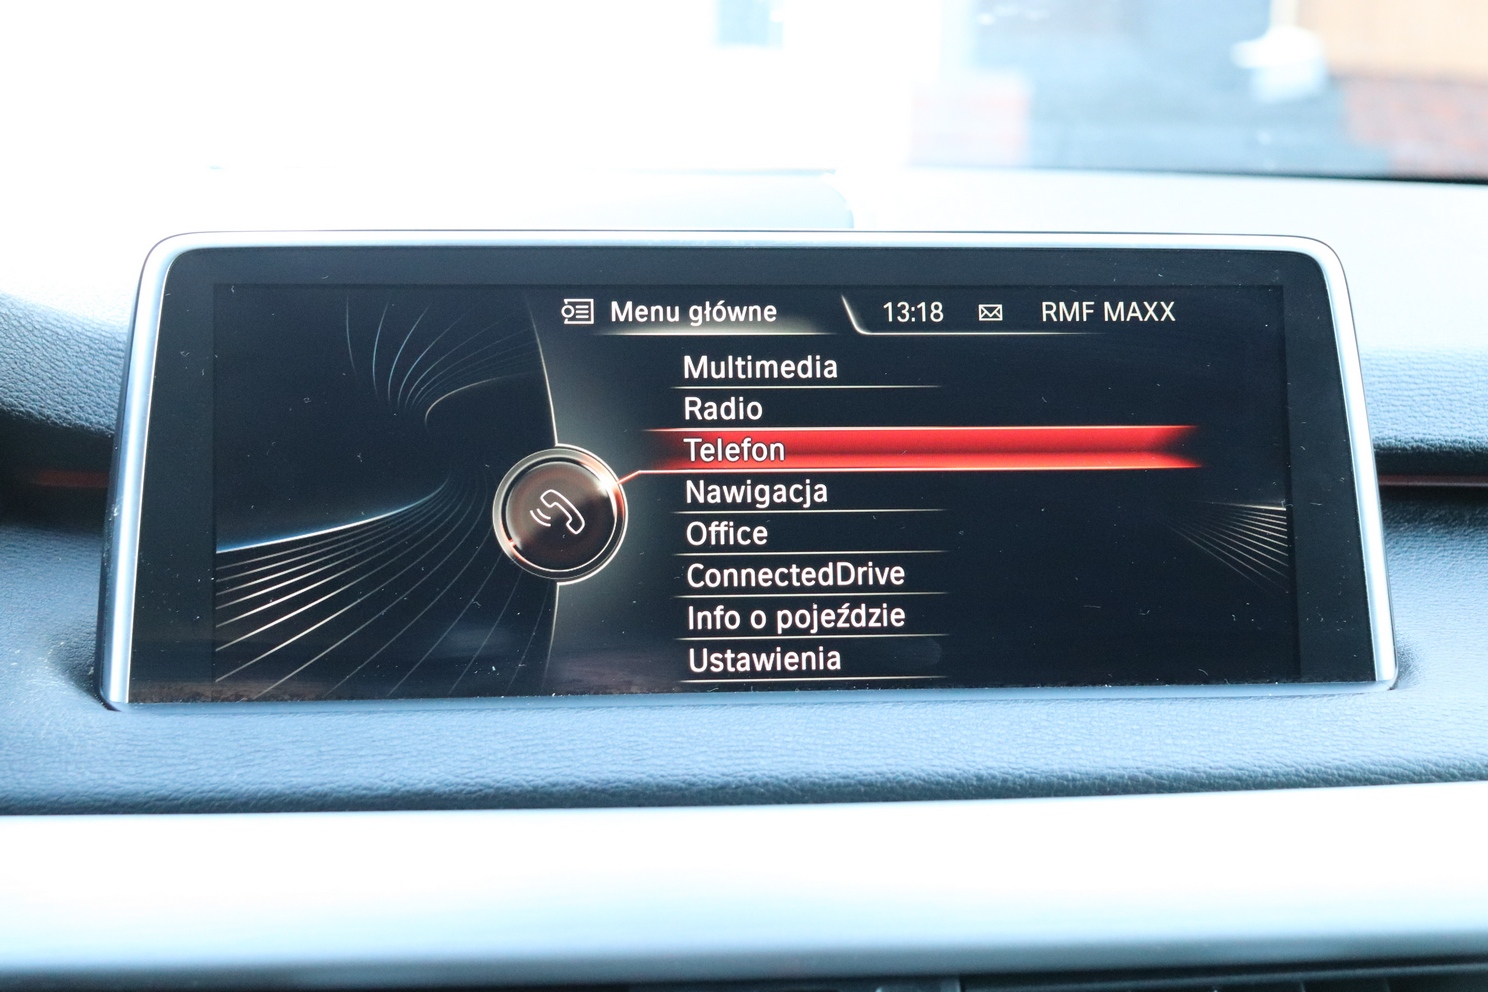 Menu główne 13:18 RMF MAXX
Multimedia
Radio
Telefon
Nawigacja
Office
ConnectedDrive
Info o pojeździe
Ustawienia